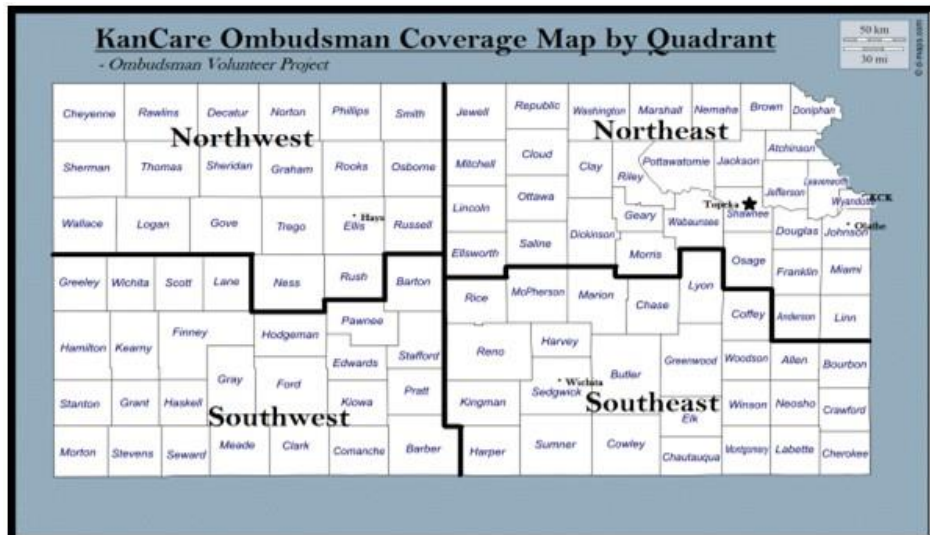 KanCare Ombudsman Coverage Map by Quadrant
- Ombudsman Volunteer Project
50 km
30 mi
© d-maps.com
Cheyenne Rawlins Decatur Norton Phillips Smith Jewell Republic Washington Marshall Nemaha Brown Doniphan
Northwest Northeast
Sherman Thomas Sheridan Graham Rooks Osborne Mitchell Cloud Clay Riley Pottawatomie Jackson Atchinson
Jefferson Leavenworth Wyandotte KCK
Lincoln Ottawa Topeka
Wallace Logan Gove Trego Ellis Hays Russell Geary Wabaunsee Shawnee Douglas Johnson Olathe
Ellsworth Saline Dickinson Morris Osage Franklin Miami
Greeley Wichita Scott Lane Ness Rush Barton Rice McPherson Marion Chase Lyon Coffey Anderson Linn
Hamilton Kearny Finney Hodgeman Pawnee Stafford Reno Harvey
Gray Ford Edwards Sedgwick Wichita Butler Greenwood Woodson Allen Bourbon
Stanton Grant Haskell Kiowa Pratt Kingman Elk Winson Neosho Crawford
Southwest Southeast
Morton Stevens Seward Meade Clark Comanche Barber Harper Sumner Cowley Chautauqua Montgomery Labette Cherokee